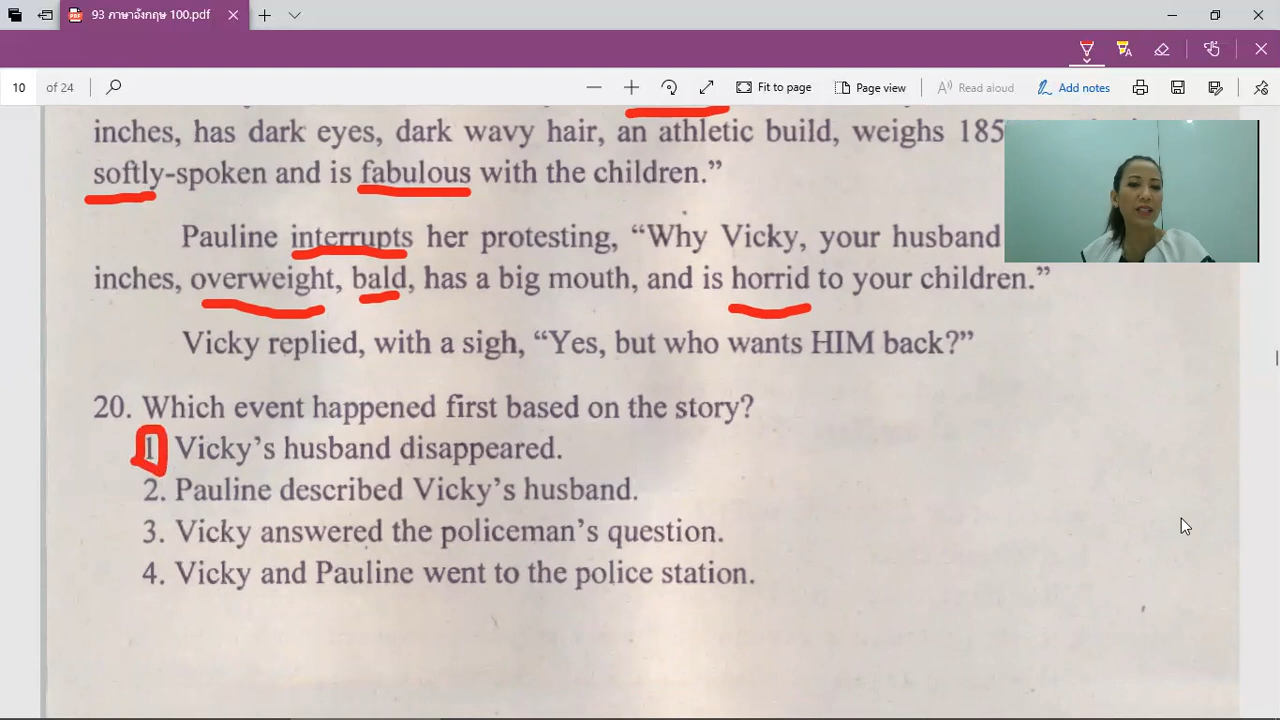 93 ภาษาอังกฤษ 100.pdf
10 of 24 Fit to page Page view Read aloud Add notes
inches, has dark eyes, dark wavy hair, an athletic build, weighs 185
softly-spoken and is fabulous with the children.”
Pauline interrupts her protesting, “Why Vicky, your husband
inches, overweight, bald, has a big mouth, and is horrid to your children.”
Vicky replied, with a sigh, “Yes, but who wants HIM back?”
20. Which event happened first based on the story?
1 Vicky’s husband disappeared.
2. Pauline described Vicky’s husband.
3. Vicky answered the policeman’s question.
4. Vicky and Pauline went to the police station.